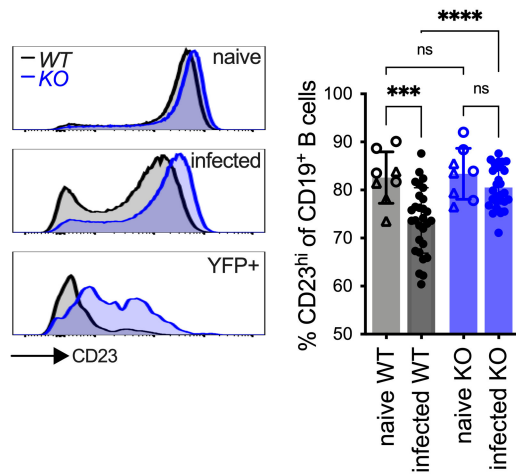 WT
KO
naive
infected
YFP+
CD23
****
ns
***
ns
% CD23hi of CD19+ B cells
100
90
80
70
60
50
naive WT
infected WT
naive KO
infected KO